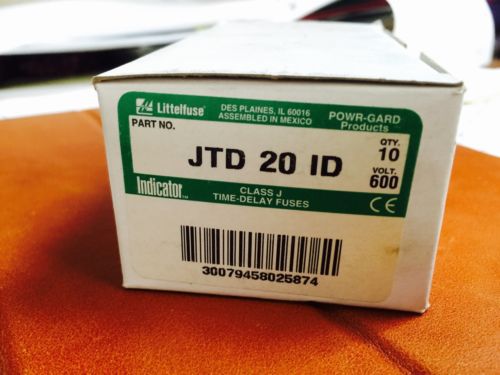 Littelfuse®
DES PLAINES, IL 60016
ASSEMBLED IN MEXICO
POWR-GARD
Products
PART NO.
QTY.
10
JTD 20 ID
VOLT.
600
Indicator™
CLASS J
TIME-DELAY FUSES
CE
30079458025874